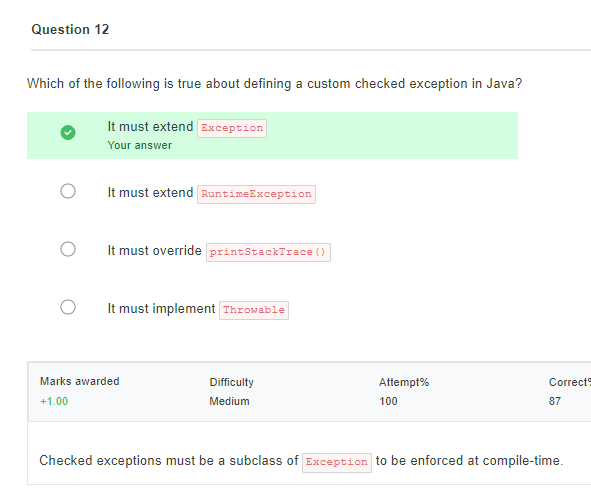 Question 12
Which of the following is true about defining a custom checked exception in Java?
It must extend Exception
Your answer
It must extend RuntimeException
It must override printStackTrace()
It must implement Throwable
Marks awarded Difficulty Attempt% Correct%
+1.00 Medium 100 87
Checked exceptions must be a subclass of Exception to be enforced at compile-time.